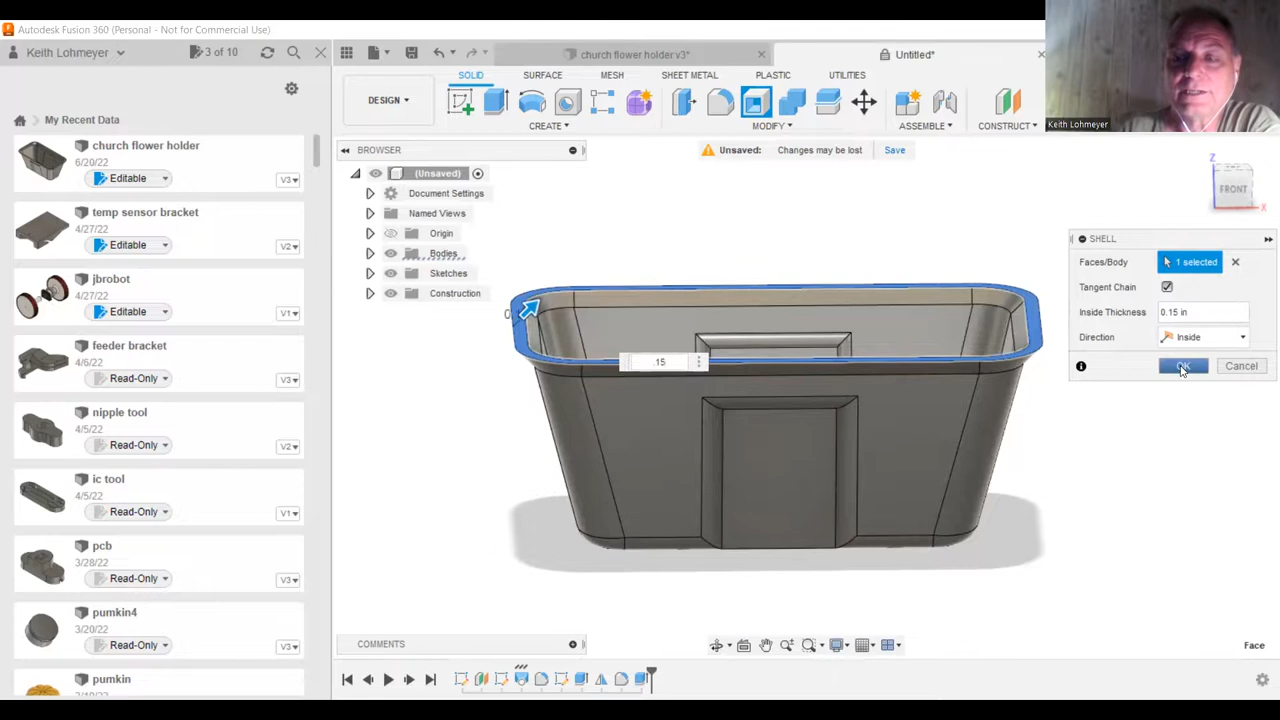 Autodesk Fusion 360 (Personal - Not for Commercial Use)
Keith Lohmeyer
3 of 10
church flower holder v3*
Untitled*
My Recent Data
church flower holder
6/20/22
Editable
V3
temp sensor bracket
4/27/22
Editable
V2
jbrobot
4/27/22
Editable
V1
feeder bracket
4/6/22
Read-Only
V3
nipple tool
4/5/22
Read-Only
V2
ic tool
4/5/22
Read-Only
V1
pcb
3/28/22
Read-Only
V3
pumkin4
3/20/22
Read-Only
V3
pumkin
DESIGN
SOLID
SURFACE
MESH
SHEET METAL
PLASTIC
UTILITIES
CREATE
MODIFY
ASSEMBLE
CONSTRUCT
BROWSER
Unsaved:
Changes may be lost
Save
(Unsaved)
Document Settings
Named Views
Origin
Bodies
Sketches
Construction
Keith Lohmeyer
Z
FRONT
X
SHELL
Faces/Body
1 selected
Tangent Chain
Inside Thickness
0.15 in
Direction
Inside
OK
Cancel
0
15
COMMENTS
Face